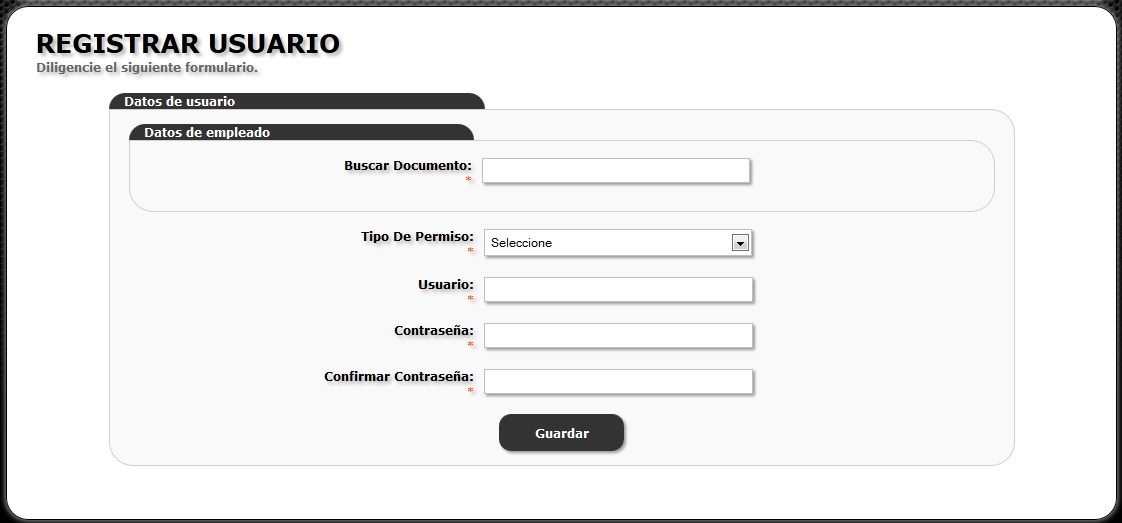 REGISTRAR USUARIO
Diligencie el siguiente formulario.
Datos de usuario
Datos de empleado
Buscar Documento:
*
Tipo De Permiso:
*
Seleccione
Usuario:
*
Contraseña:
*
Confirmar Contraseña:
*
Guardar